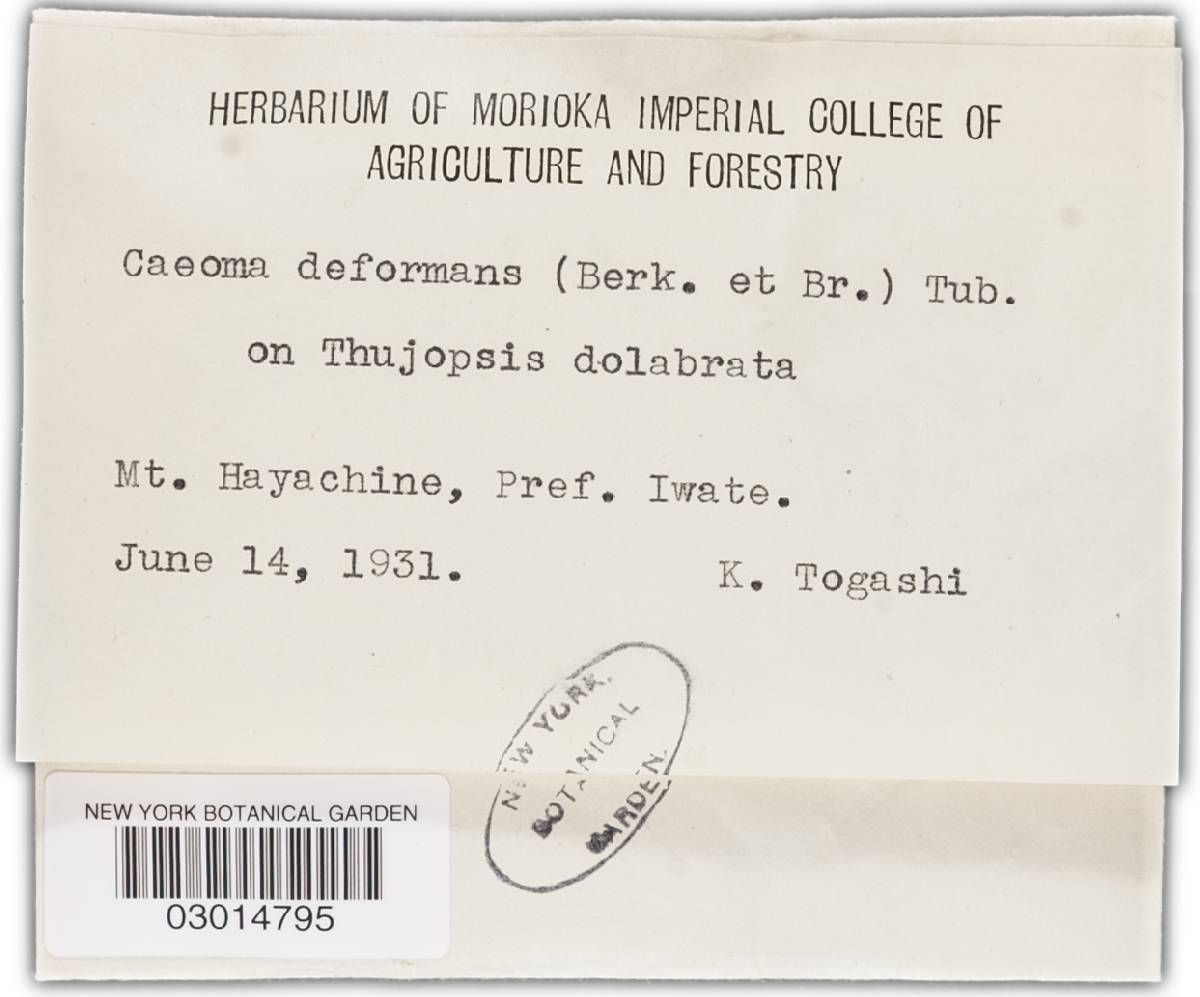 HERBARIUM OF MORIOKA IMPERIAL COLLEGE OF
AGRICULTURE AND FORESTRY
Caeoma deformans (Berk. et Br.) Tub.
on Thujopsis dolabrata
Mt. Hayachine, Pref. Iwate.
June 14, 1931. K. Togashi
NEW YORK.
BOTANICAL
GARDEN.
NEW YORK BOTANICAL GARDEN
03014795